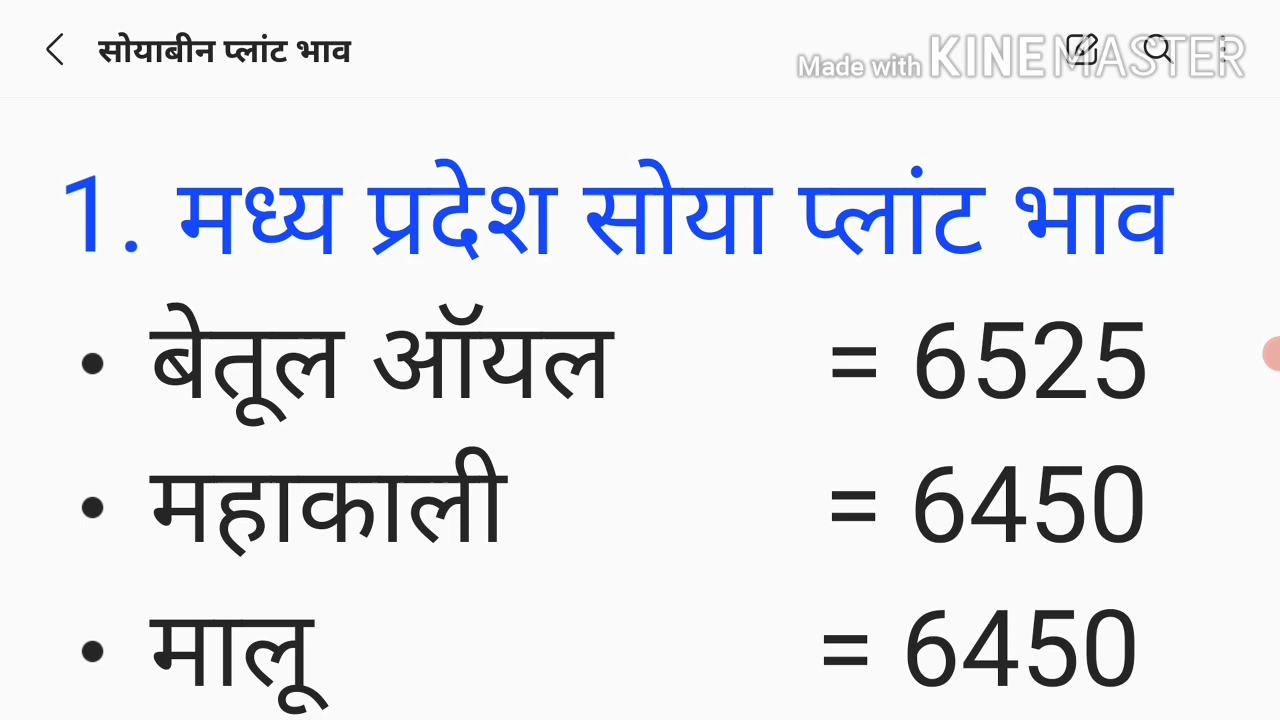 सोयाबीन प्लांट भाव
Made with KINEMASTER
1. मध्य प्रदेश सोया प्लांट भाव
• बेतूल ऑयल = 6525
• महाकाली = 6450
• मालू = 6450